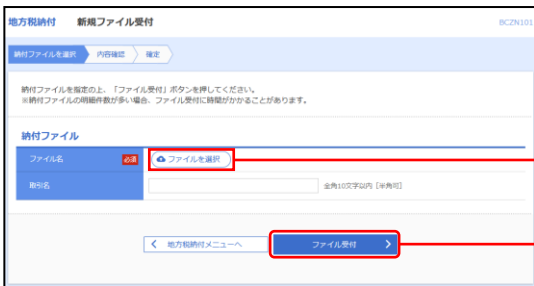 地方税納付 新規ファイル受付 BCZN101
納付ファイルを選択 内容確認 確定
納付ファイルを指定の上、「ファイル受付」ボタンを押してください。
※納付ファイルの明細件数が多い場合、ファイル受付に時間がかかることがあります。
納付ファイル
ファイル名 必須 ファイルを選択
取引名 全角10文字以内 [半角可]
地方税納付メニューへ ファイル受付